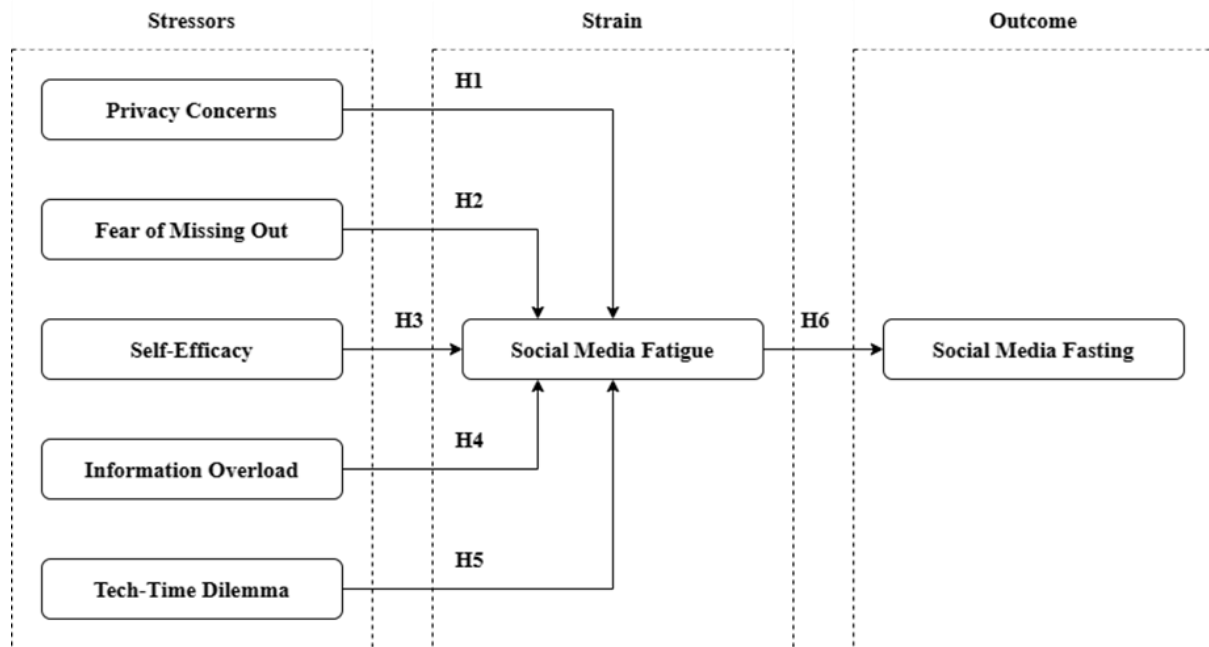 Stressors
Strain
Outcome
Privacy Concerns
H1
Fear of Missing Out
H2
Self-Efficacy
H3
Social Media Fatigue
H6
Social Media Fasting
Information Overload
H4
Tech-Time Dilemma
H5